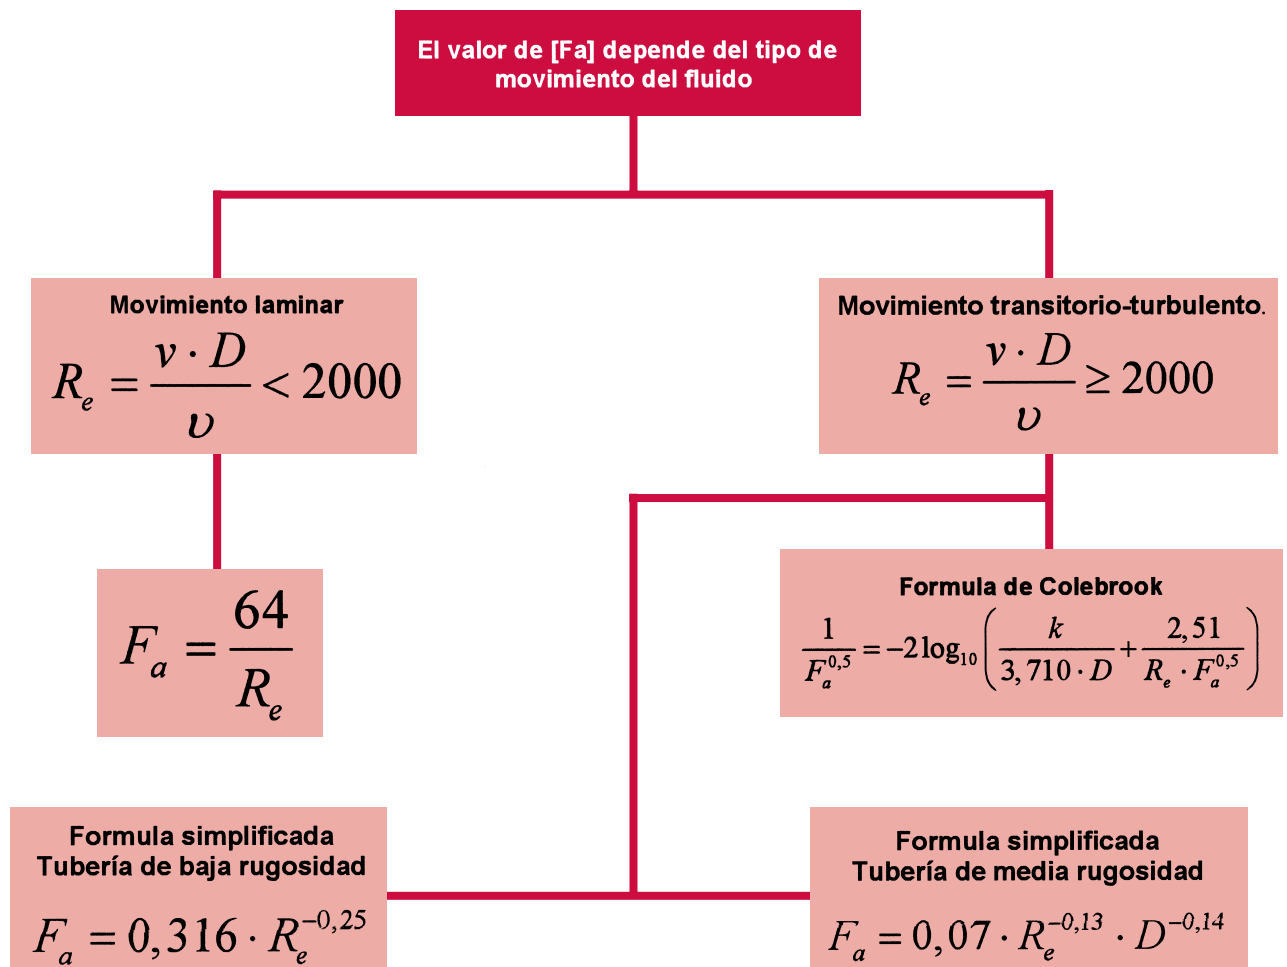 El valor de [Fa] depende del tipo de
movimiento del fluido
Movimiento laminar
R_e = (v · D) / υ < 2000
Movimiento transitorio-turbulento.
R_e = (v · D) / υ ≥ 2000
F_a = 64 / R_e
Formula de Colebrook
1 / F_a^0,5 = -2 log_10 ( k / (3,710 · D) + 2,51 / (R_e · F_a^0,5) )
Formula simplificada
Tubería de baja rugosidad
F_a = 0,316 · R_e^-0,25
Formula simplificada
Tubería de media rugosidad
F_a = 0,07 · R_e^-0,13 · D^-0,14